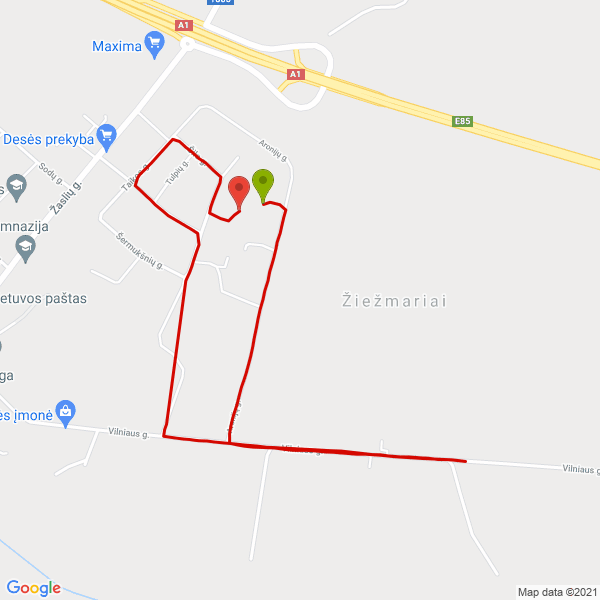 1060
A1
Maxima
A1
E85
Desės prekyba
Aronijų g.
Tulpių g.
Sodų g.
Žaslių g.
s
mnazija
Šermukšnių g.
etuvos paštas
Žiežmariai
ga
es įmonė
Vilniaus g.
Vilniaus g.
Vilniaus g.
Google
Map data ©2021